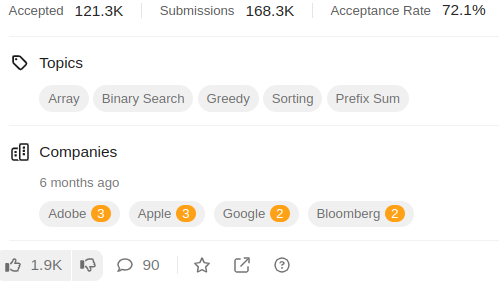 Accepted 121.3K Submissions 168.3K Acceptance Rate 72.1%
Topics
Array Binary Search Greedy Sorting Prefix Sum
Companies
6 months ago
Adobe 3 Apple 3 Google 2 Bloomberg 2
1.9K 90